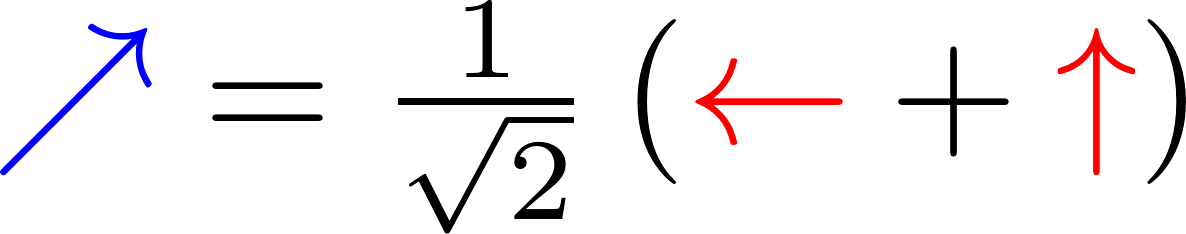 ↗ = 1/√2 (← + ↑)